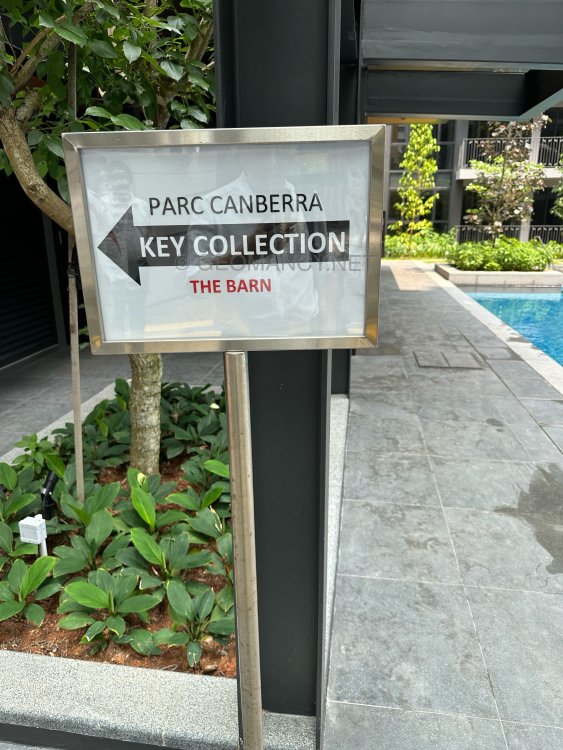 PARC CANBERRA
KEY COLLECTION
© GEOMANCY.NET
THE BARN